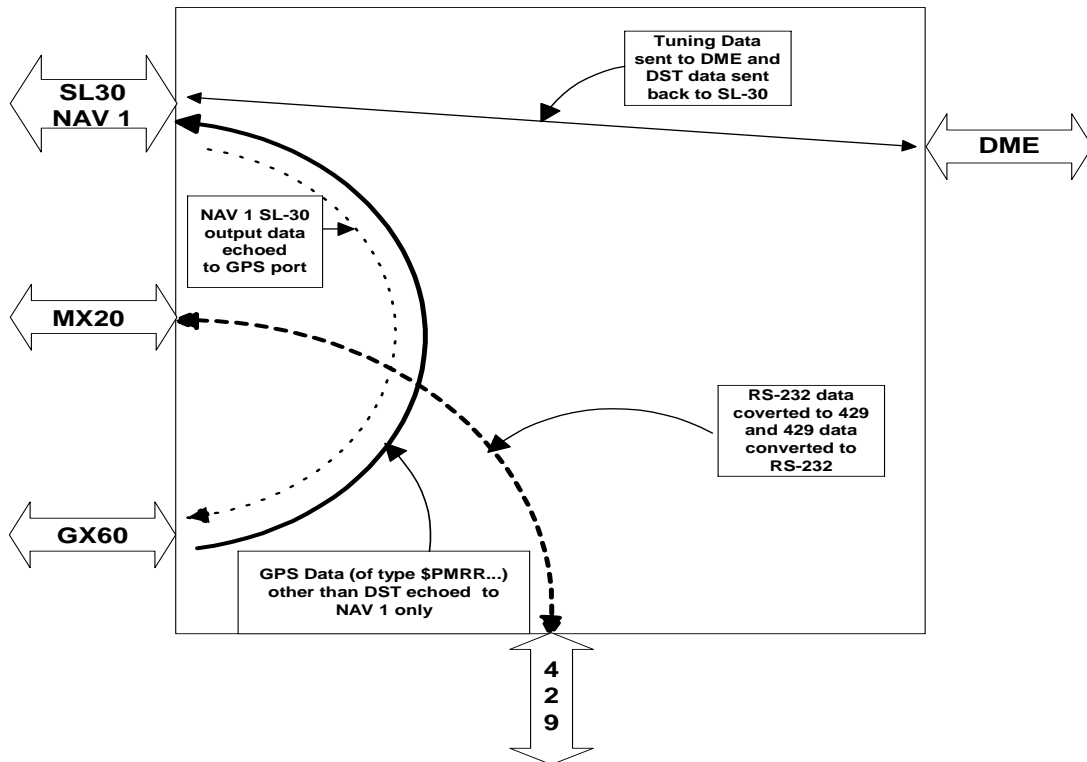 Tuning Data
sent to DME and
DST data sent
back to SL-30
SL30
NAV 1
DME
NAV 1 SL-30
output data
echoed
to GPS port
MX20
RS-232 data
coverted to 429
and 429 data
converted to
RS-232
GX60
GPS Data (of type $PMRR...)
other than DST echoed to
NAV 1 only
4
2
9